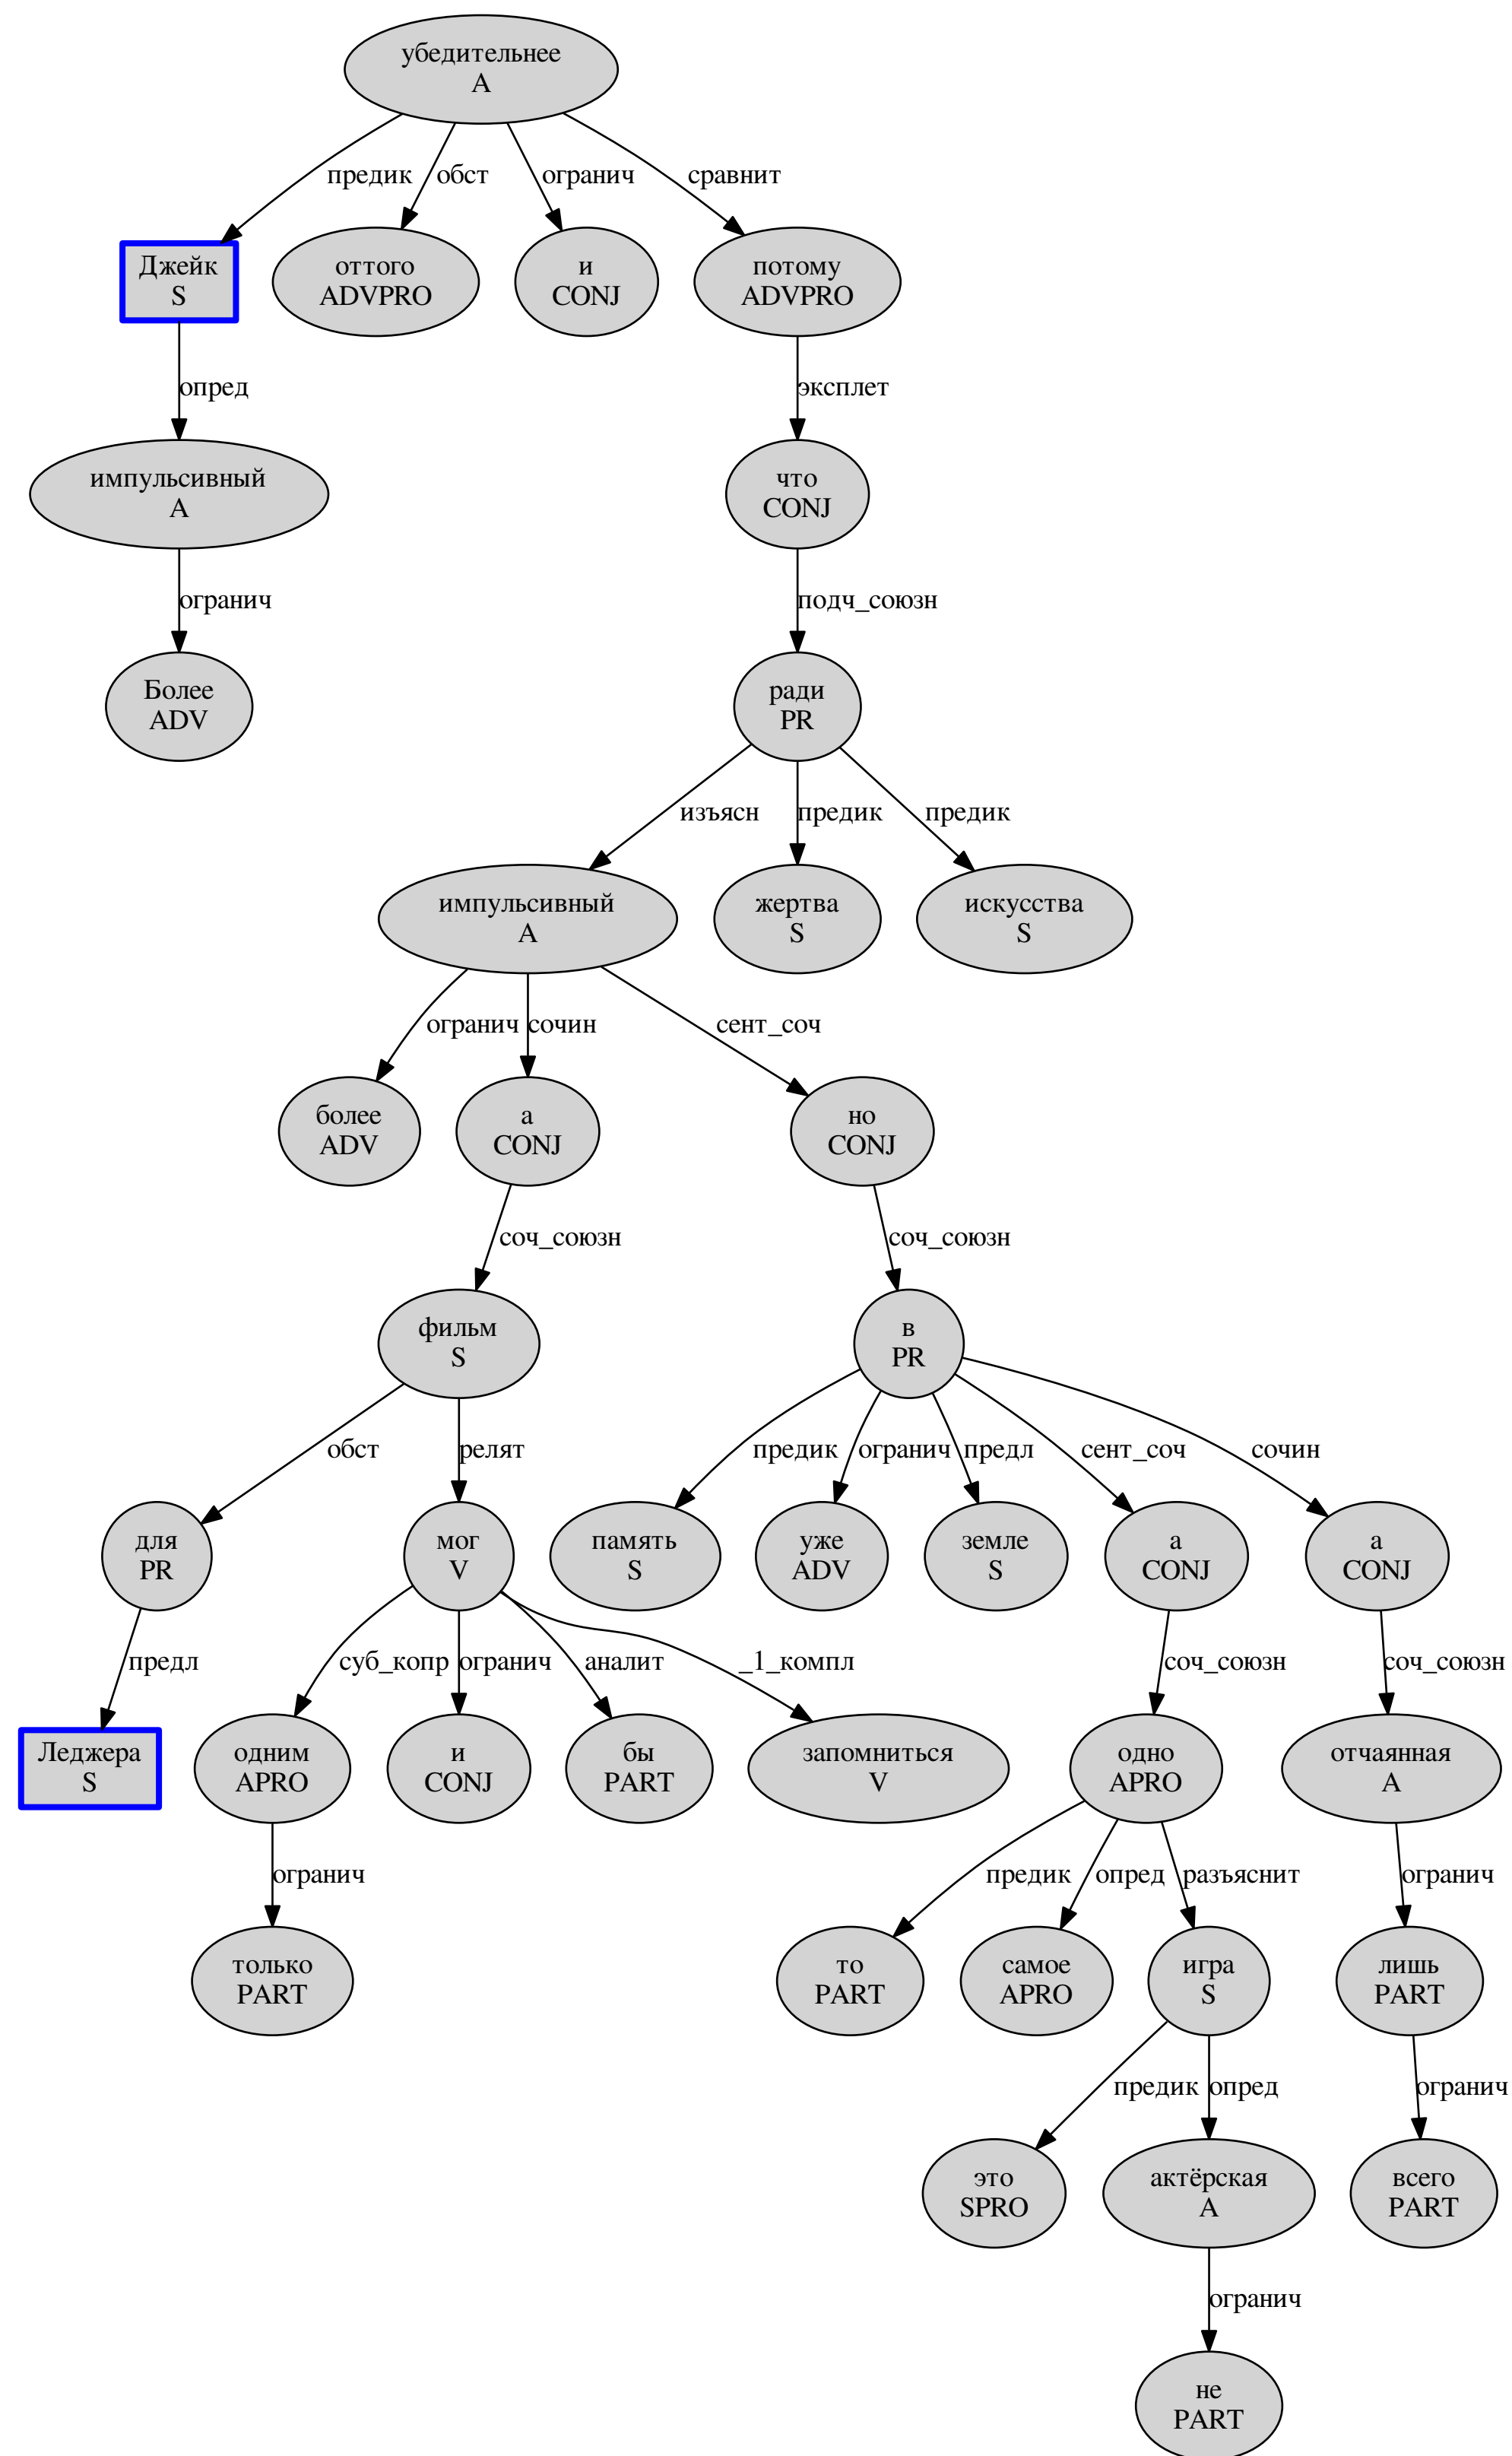 убедительнее
A
предик
обст
огранич
сравнит
Джейк
S
оттого
ADVPRO
и
CONJ
потому
ADVPRO
опред
эксплет
импульсивный
A
что
CONJ
огранич
подч_союзн
Более
ADV
ради
PR
изъясн
предик
предик
импульсивный
A
жертва
S
искусства
S
огранич
сочин
сент_соч
более
ADV
а
CONJ
но
CONJ
соч_союзн
соч_союзн
фильм
S
в
PR
обст
релят
предик
огранич
предл
сент_соч
сочин
для
PR
мог
V
память
S
уже
ADV
земле
S
а
CONJ
а
CONJ
предл
суб_копр
огранич
аналит
_1_компл
соч_союзн
соч_союзн
Леджера
S
одним
APRO
и
CONJ
бы
PART
запомниться
V
одно
APRO
отчаянная
A
огранич
предик
опред
разъяснит
огранич
только
PART
то
PART
самое
APRO
игра
S
лишь
PART
предик
опред
огранич
это
SPRO
актёрская
A
всего
PART
огранич
не
PART